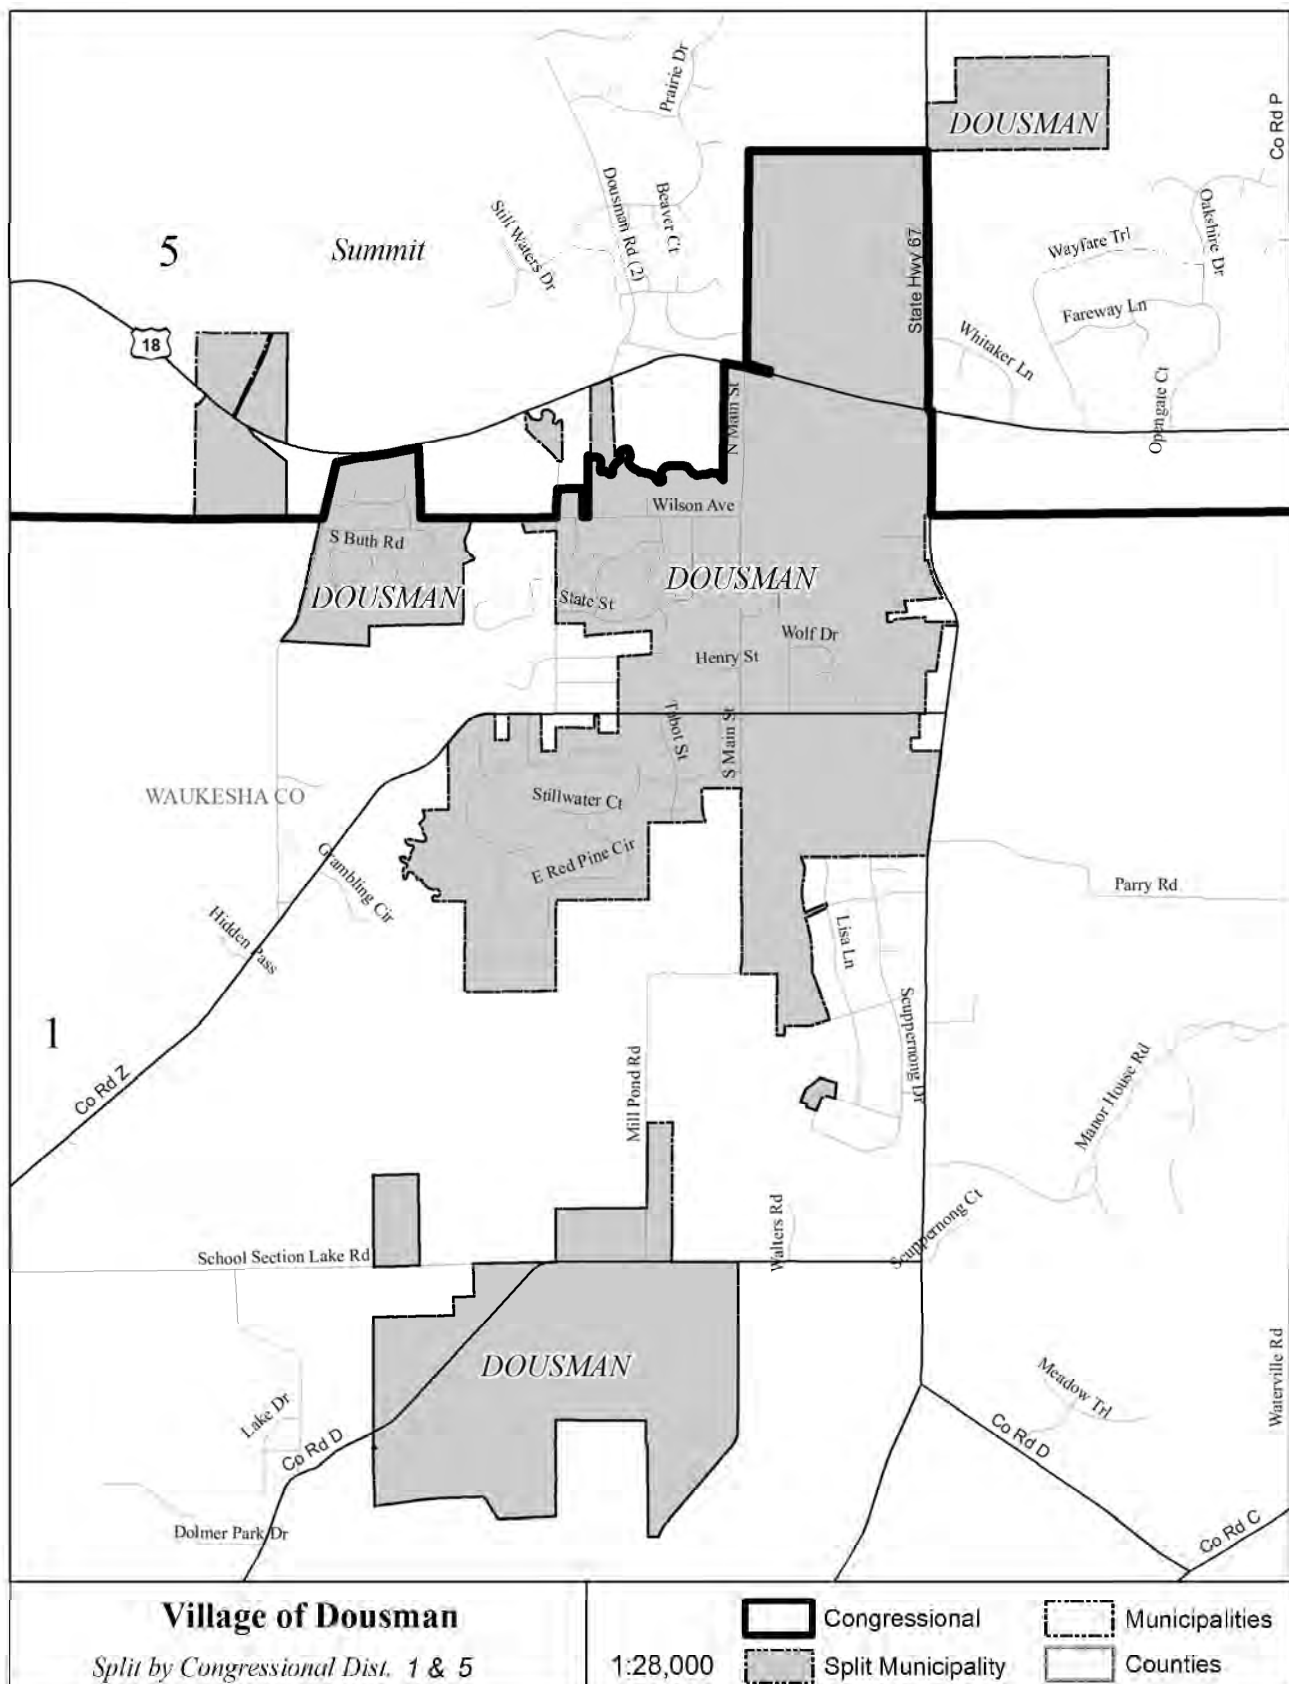 Prairie Dr
DOUSMAN
Co Rd P
Dousman Rd (2)
Beaver Ct
Still Waters Dr
5
Summit
State Hwy 67
Wayfare Trl
Oakshire Dr
Fareway Ln
Whitaker Ln
Opengate Ct
18
N Main St
Wilson Ave
S Buth Rd
DOUSMAN
DOUSMAN
State St
Wolf Dr
Henry St
Tabot St
S Main St
WAUKESHA CO
Stillwater Ct
E Red Pine Cir
Grambling Cir
Hidden Pass
Parry Rd
Lisa Ln
Scuppernong Dr
1
Co Rd Z
Mill Pond Rd
Manor House Rd
Walters Rd
Scuppernong Ct
School Section Lake Rd
DOUSMAN
Waterville Rd
Meadow Trl
Lake Dr
Co Rd D
Co Rd D
Dolmer Park Dr
Co Rd C
Village of Dousman
Split by Congressional Dist. 1 & 5
1:28,000
Congressional
Municipalities
Split Municipality
Counties